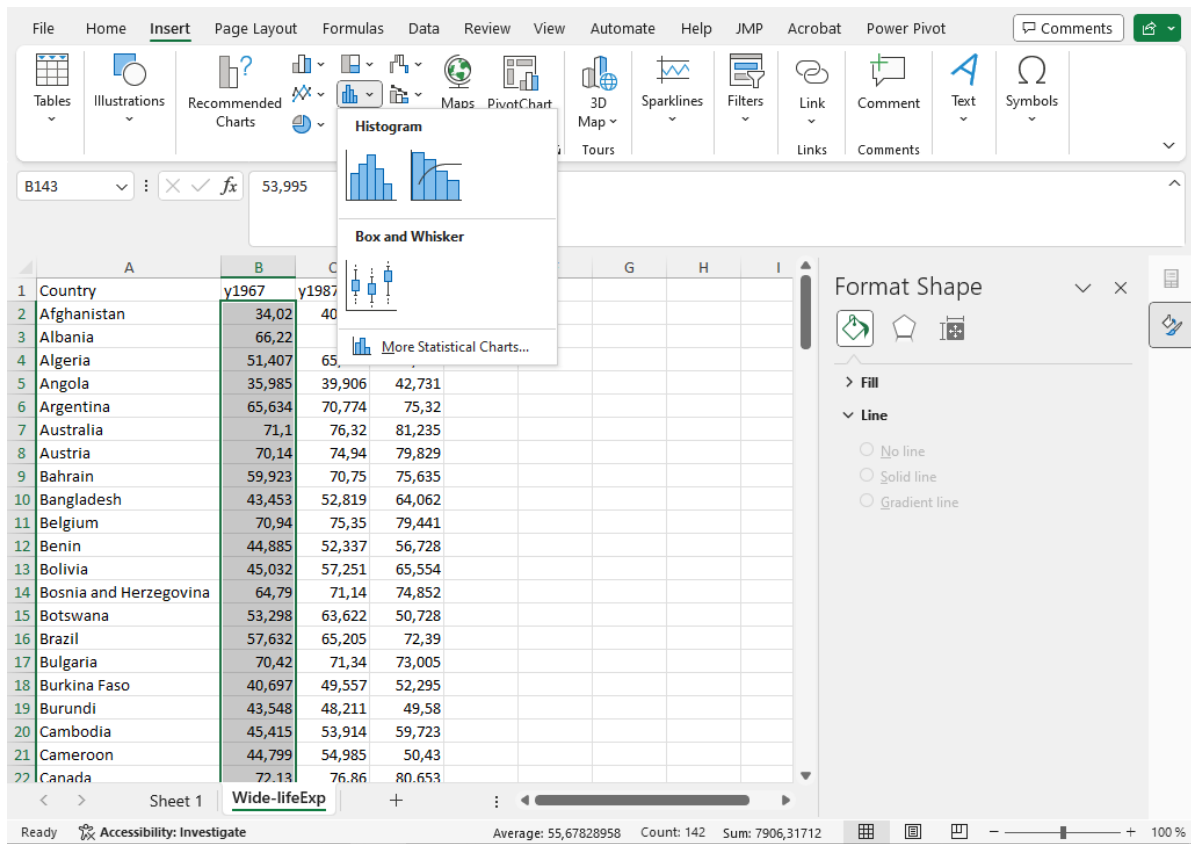 File Home Insert Page Layout Formulas Data Review View Automate Help JMP Acrobat Power Pivot Comments
Tables Illustrations Recommended Charts Maps PivotChart 3D Map Sparklines Filters Link Comment Text Symbols
Tours Links Comments
Histogram
Box and Whisker
More Statistical Charts...
B143 fx 53,995
A B C G H I
1 Country y1967 y1987
2 Afghanistan 34,02 40
3 Albania 66,22
4 Algeria 51,407 65,
5 Angola 35,985 39,906 42,731
6 Argentina 65,634 70,774 75,32
7 Australia 71,1 76,32 81,235
8 Austria 70,14 74,94 79,829
9 Bahrain 59,923 70,75 75,635
10 Bangladesh 43,453 52,819 64,062
11 Belgium 70,94 75,35 79,441
12 Benin 44,885 52,337 56,728
13 Bolivia 45,032 57,251 65,554
14 Bosnia and Herzegovina 64,79 71,14 74,852
15 Botswana 53,298 63,622 50,728
16 Brazil 57,632 65,205 72,39
17 Bulgaria 70,42 71,34 73,005
18 Burkina Faso 40,697 49,557 52,295
19 Burundi 43,548 48,211 49,58
20 Cambodia 45,415 53,914 59,723
21 Cameroon 44,799 54,985 50,43
22 Canada 72,13 76,86 80,653
Format Shape
Fill
Line
No line
Solid line
Gradient line
Sheet 1 Wide-lifeExp
Ready Accessibility: Investigate Average: 55,67828958 Count: 142 Sum: 7906,31712 100 %